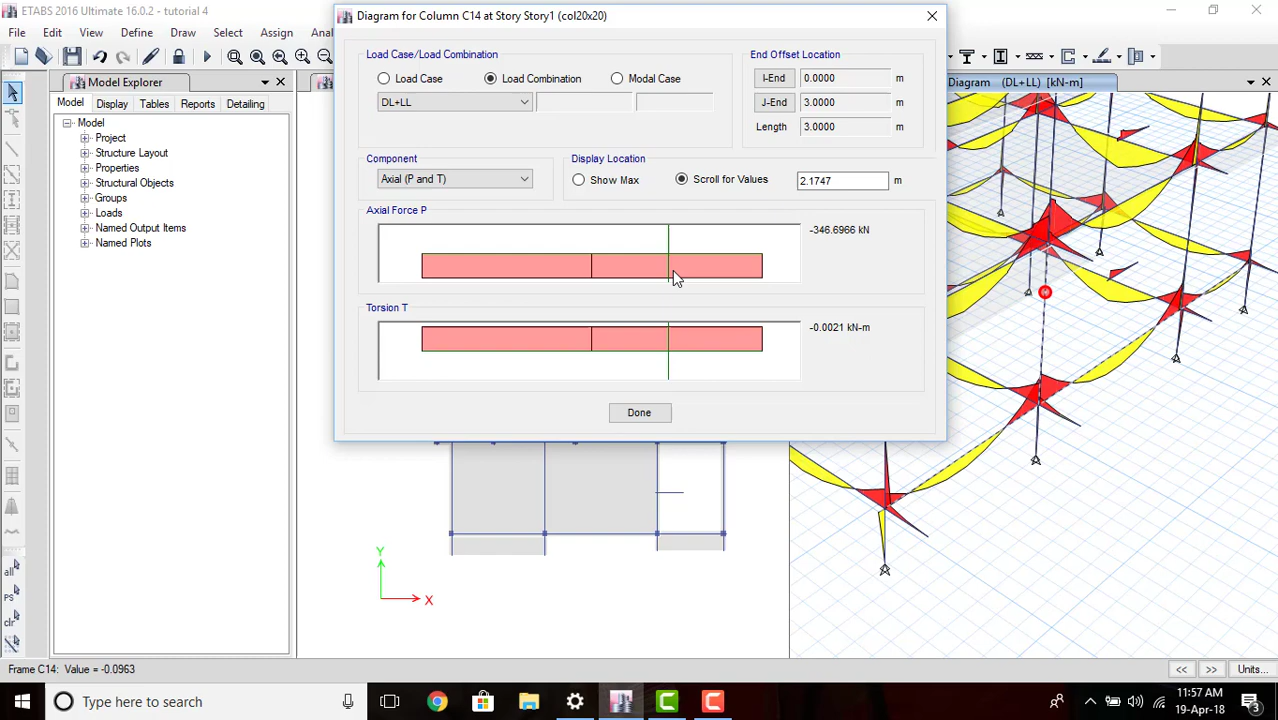 ETABS 2016 Ultimate 16.0.2 - tutorial 4
File Edit View Define Draw Select Assign
Model Explorer
Model Display Tables Reports Detailing
Model
Project
Structure Layout
Properties
Structural Objects
Groups
Loads
Named Output Items
Named Plots
all
PS
clr
Diagram for Column C14 at Story Story1 (col20x20)
Load Case/Load Combination
Load Case Load Combination Modal Case
DL+LL
End Offset Location
I-End 0.0000 m
J-End 3.0000 m
Length 3.0000 m
Component
Axial (P and T)
Display Location
Show Max Scroll for Values 2.1747 m
Axial Force P
-346.6966 kN
Torsion T
-0.0021 kN-m
Done
Diagram (DL+LL) [kN-m]
Y
X
Frame C14: Value = -0.0963
<< >> Units...
Type here to search
11:57 AM
19-Apr-18
3